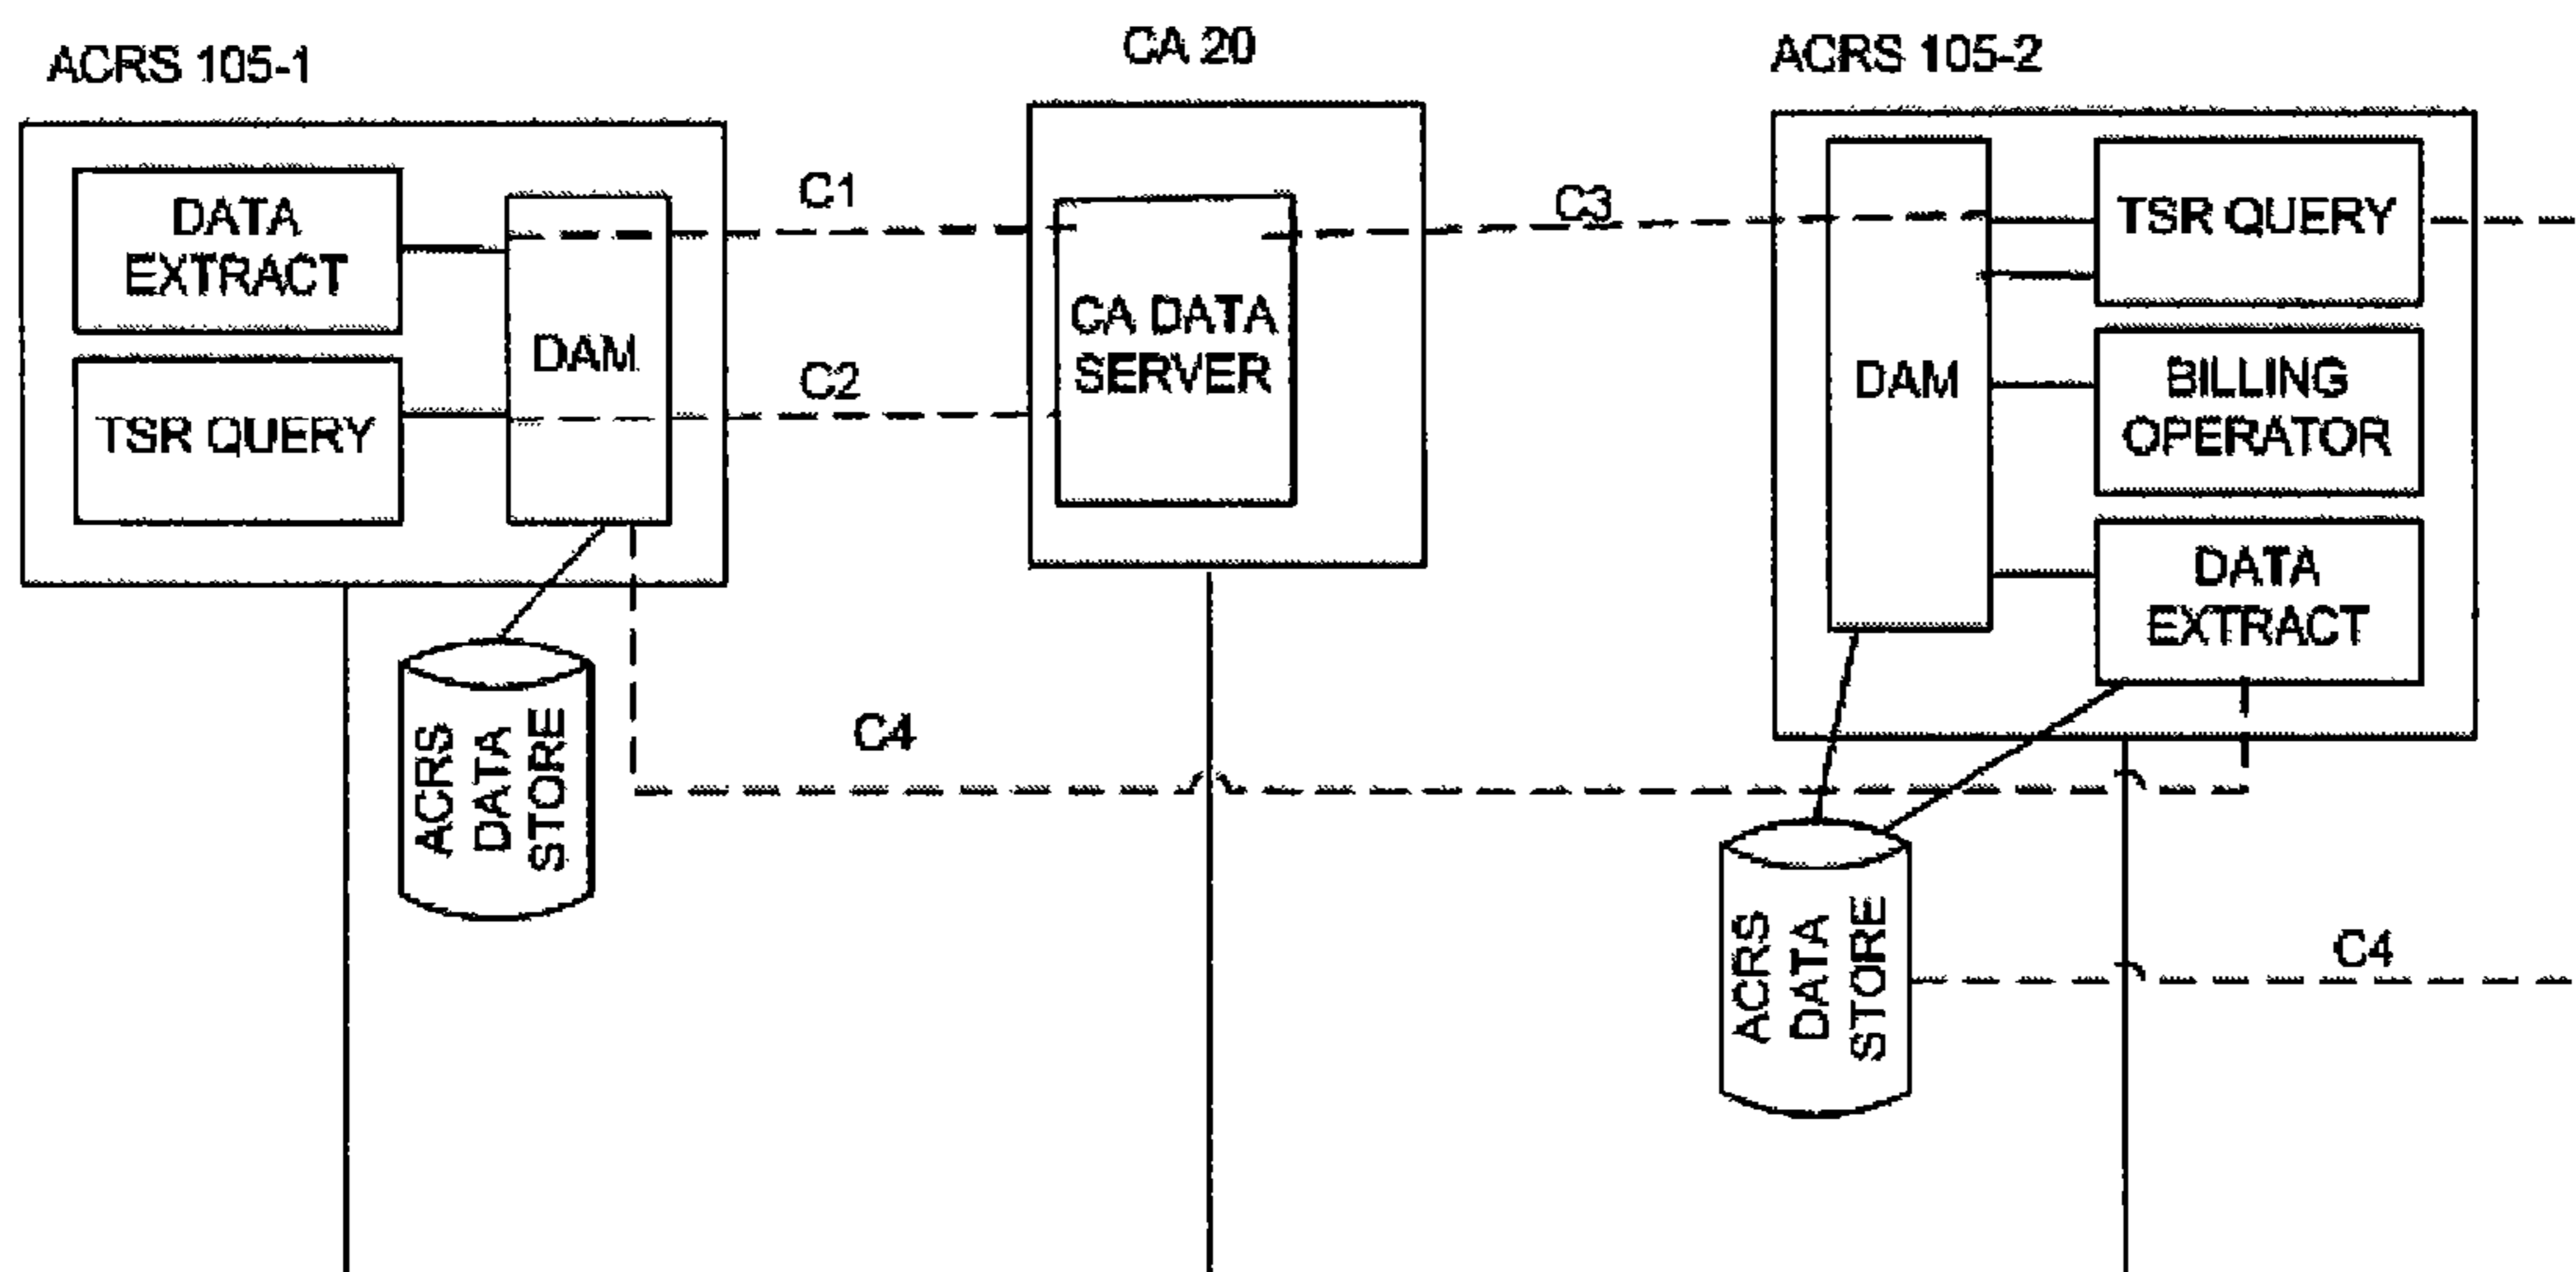 ACRS 105-1
CA 20
ACRS 105-2
DATA
EXTRACT
TSR QUERY
DAM
C1
C2
CA DATA
SERVER
C3
DAM
TSR QUERY
BILLING
OPERATOR
DATA
EXTRACT
ACRS
DATA
STORE
C4
ACRS
DATA
STORE
C4